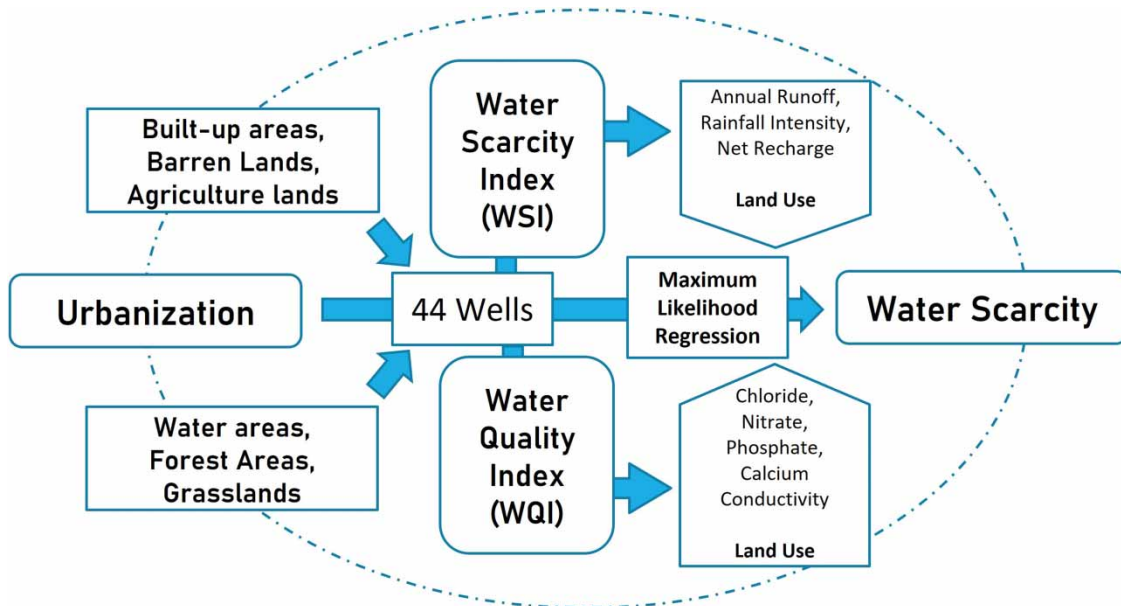 Built-up areas,
Barren Lands,
Agriculture lands
Water
Scarcity
Index
(WSI)
Annual Runoff,
Rainfall Intensity,
Net Recharge
Land Use
Urbanization
44 Wells
Maximum
Likelihood
Regression
Water Scarcity
Water areas,
Forest Areas,
Grasslands
Water
Quality
Index
(WQI)
Chloride,
Nitrate,
Phosphate,
Calcium
Conductivity
Land Use